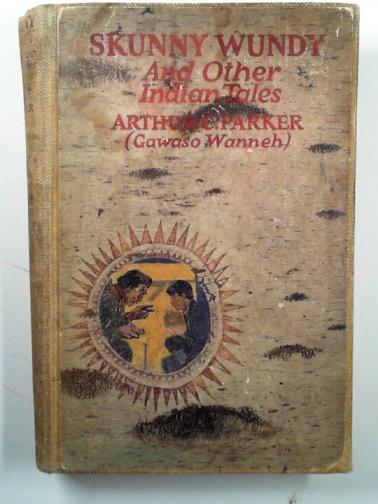 SKUNNY WUNDY
And Other
Indian Tales
ARTHUR C. PARKER
(Gawaso Wanneh)